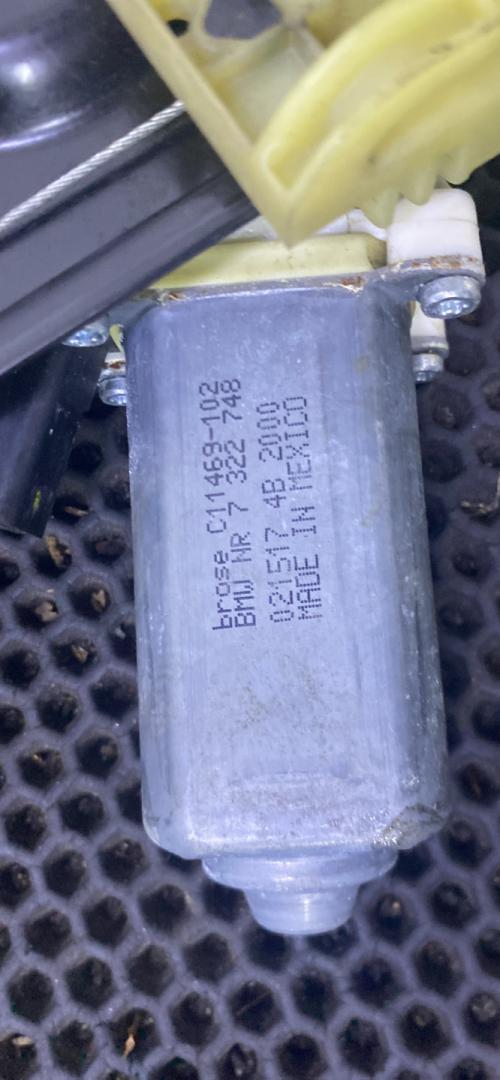 brose C11469-102
BMW NR 7 322 748
021517 4B 2000
MADE IN MEXICO